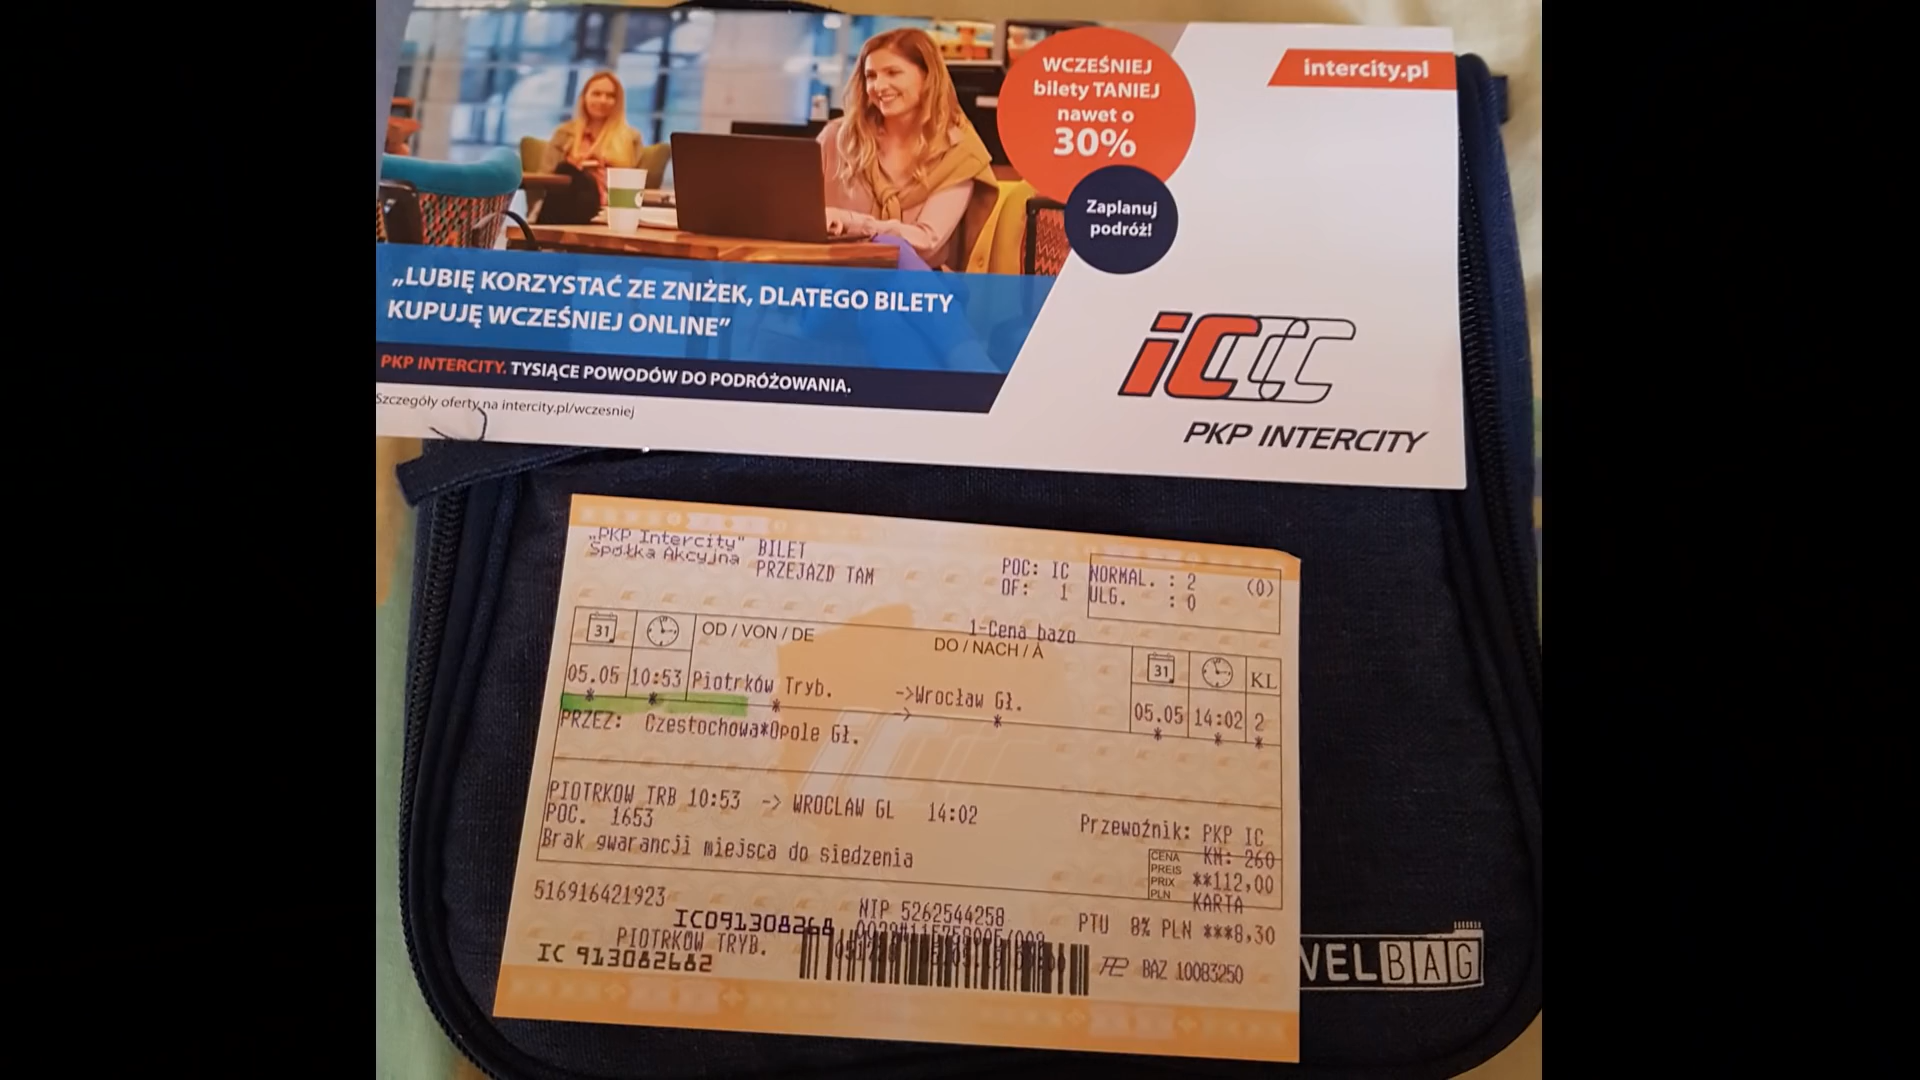 WCZEŚNIEJ
bilety TANIEJ
nawet o
30%
intercity.pl
Zaplanuj
podróż!
„LUBIĘ KORZYSTAĆ ZE ZNIŻEK, DLATEGO BILETY
KUPUJĘ WCZEŚNIEJ ONLINE”
PKP INTERCITY. TYSIĄCE POWODÓW DO PODRÓŻOWANIA.
Szczegóły oferty na intercity.pl/wczesniej
iC
PKP INTERCITY
„PKP Intercity" BILET
Spółka Akcyjna PRZEJAZD TAM
POC: IC
OF: 1
NORMAL. : 2 (0)
ULG. : 0
1-Cena bazo
31 OD / VON / DE DO / NACH / À 31 KL
05.05 10:53 Piotrków Tryb. ->Wrocław Gł. 05.05 14:02 2
* * * -> * * * *
PRZEZ: Czestochowa*Opole Gł.
PIOTRKOW TRB 10:53 -> WROCLAW GL 14:02
POC. 1653 Przewoźnik: PKP IC
Brak gwarancji miejsca do siedzenia
CENA KM: 260
PREIS
PRIX **112,00
PLN KARTA
516916421923
IC091308268
NIP 5262544258
PTU 8% PLN ***8,30
PIOTRKÓW TRYB.
IC 913082682
BAZ 10083250
VELBAG